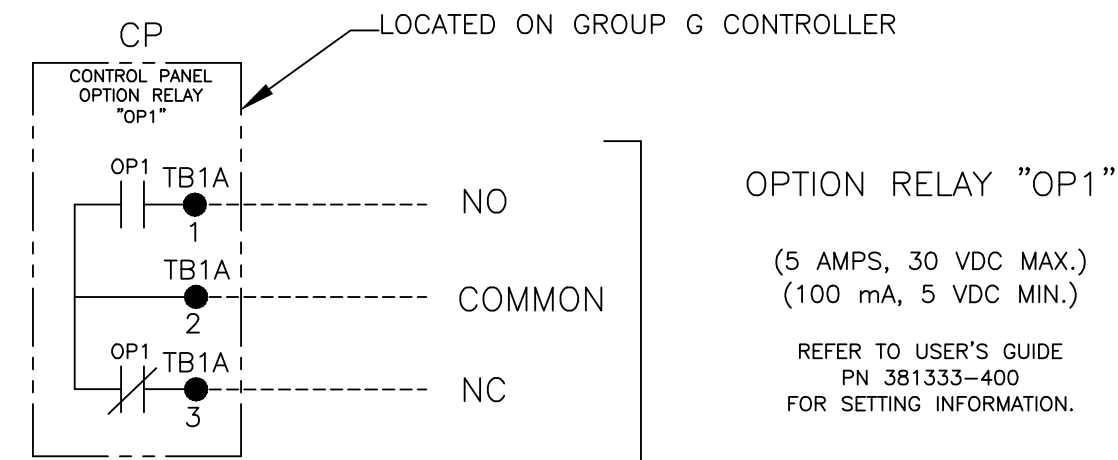 LOCATED ON GROUP G CONTROLLER
CP
CONTROL PANEL
OPTION RELAY
"OP1"
OP1 TB1A
1
NO
TB1A
2
COMMON
OP1 TB1A
3
NC
OPTION RELAY "OP1"
(5 AMPS, 30 VDC MAX.)
(100 mA, 5 VDC MIN.)
REFER TO USER'S GUIDE
PN 381333-400
FOR SETTING INFORMATION.